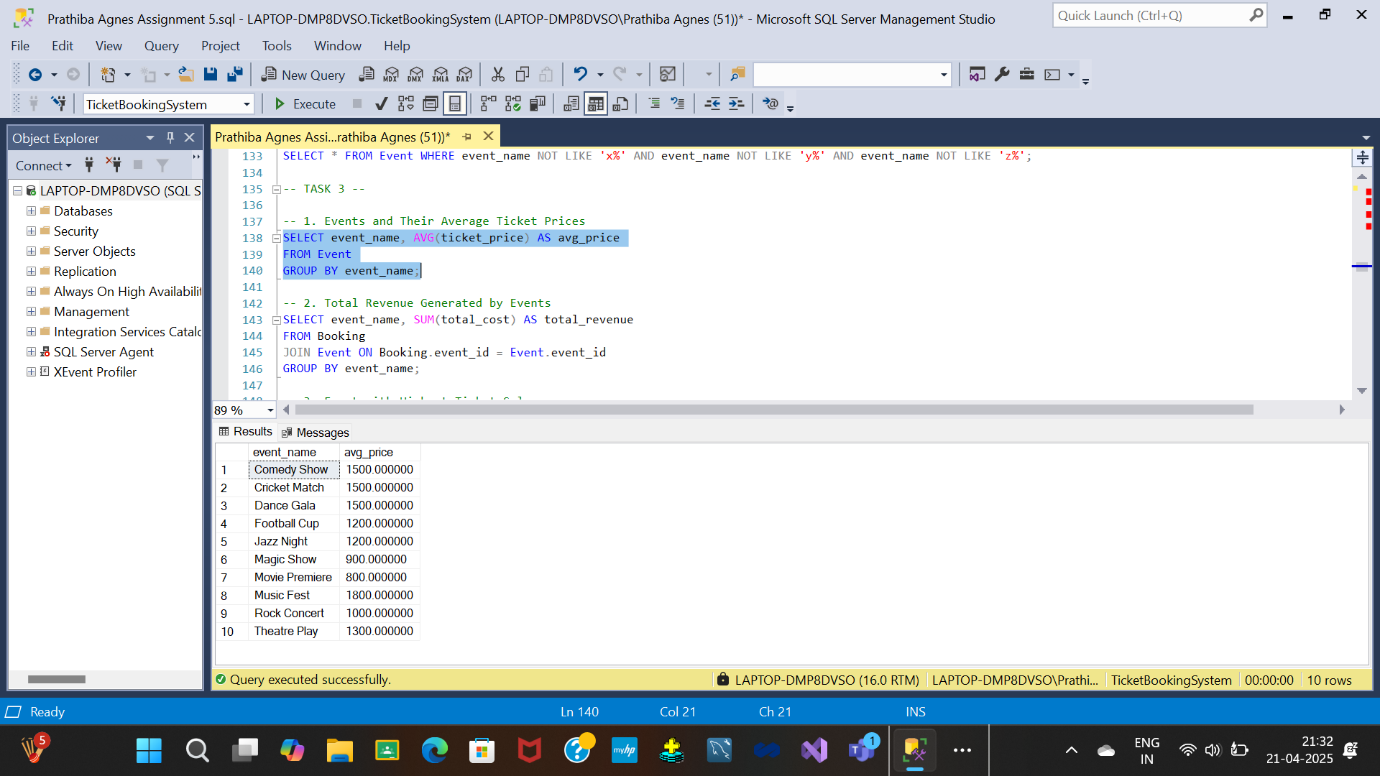 Prathiba Agnes Assignment 5.sql - LAPTOP-DMP8DVSO.TicketBookingSystem (LAPTOP-DMP8DVSO\Prathiba Agnes (51))* - Microsoft SQL Server Management Studio
Quick Launch (Ctrl+Q)
File Edit View Query Project Tools Window Help
New Query
MDX DMX XMLA DAX
TicketBookingSystem
Execute
Object Explorer
Connect
LAPTOP-DMP8DVSO (SQL S
Databases
Security
Server Objects
Replication
Always On High Availabilit
Management
Integration Services Catalo
SQL Server Agent
XEvent Profiler
Prathiba Agnes Assi...rathiba Agnes (51))*
133 SELECT * FROM Event WHERE event_name NOT LIKE 'x%' AND event_name NOT LIKE 'y%' AND event_name NOT LIKE 'z%';
134
135 -- TASK 3 --
136
137 -- 1. Events and Their Average Ticket Prices
138 SELECT event_name, AVG(ticket_price) AS avg_price
139 FROM Event
140 GROUP BY event_name;
141
142 -- 2. Total Revenue Generated by Events
143 SELECT event_name, SUM(total_cost) AS total_revenue
144 FROM Booking
145 JOIN Event ON Booking.event_id = Event.event_id
146 GROUP BY event_name;
147
89 %
Results Messages
event_name avg_price
1 Comedy Show 1500.000000
2 Cricket Match 1500.000000
3 Dance Gala 1500.000000
4 Football Cup 1200.000000
5 Jazz Night 1200.000000
6 Magic Show 900.000000
7 Movie Premiere 800.000000
8 Music Fest 1800.000000
9 Rock Concert 1000.000000
10 Theatre Play 1300.000000
Query executed successfully.
LAPTOP-DMP8DVSO (16.0 RTM) LAPTOP-DMP8DVSO\Prathi... TicketBookingSystem 00:00:00 10 rows
Ready Ln 140 Col 21 Ch 21 INS
5
myhp
1
ENG
IN
21:32
21-04-2025